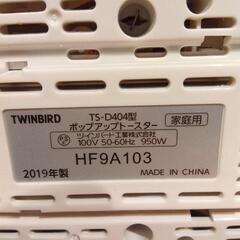 TWINBIRD TS-D404型
ポップアップトースター 家庭用
ツインバード工業株式会社
100V 50-60Hz 950W
HF9A103
2019年製 MADE IN CHINA